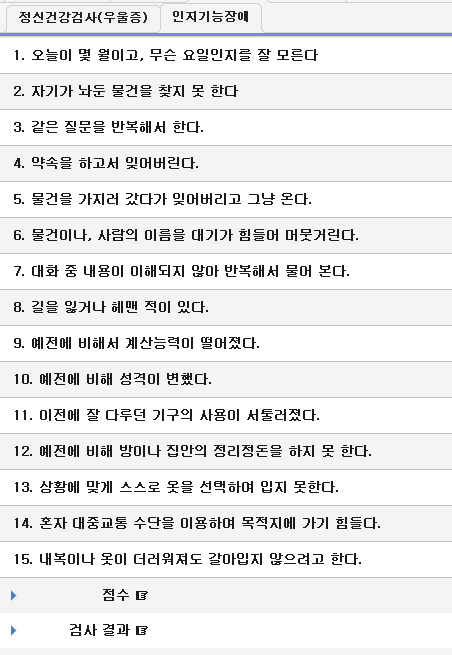 정신건강검사(우울증) 인지기능장애
1. 오늘이 몇 월이고, 무슨 요일인지를 잘 모른다
2. 자기가 놔둔 물건을 찾지 못 한다
3. 같은 질문을 반복해서 한다.
4. 약속을 하고서 잊어버린다.
5. 물건을 가지러 갔다가 잊어버리고 그냥 온다.
6. 물건이나, 사람의 이름을 대기가 힘들어 머뭇거린다.
7. 대화 중 내용이 이해되지 않아 반복해서 물어 본다.
8. 길을 잃거나 헤맨 적이 있다.
9. 예전에 비해서 계산능력이 떨어졌다.
10. 예전에 비해 성격이 변했다.
11. 이전에 잘 다루던 기구의 사용이 서툴러졌다.
12. 예전에 비해 방이나 집안의 정리정돈을 하지 못 한다.
13. 상황에 맞게 스스로 옷을 선택하여 입지 못한다.
14. 혼자 대중교통 수단을 이용하여 목적지에 가기 힘들다.
15. 내복이나 옷이 더러워져도 갈아입지 않으려고 한다.
점수 ☞
검사 결과 ☞